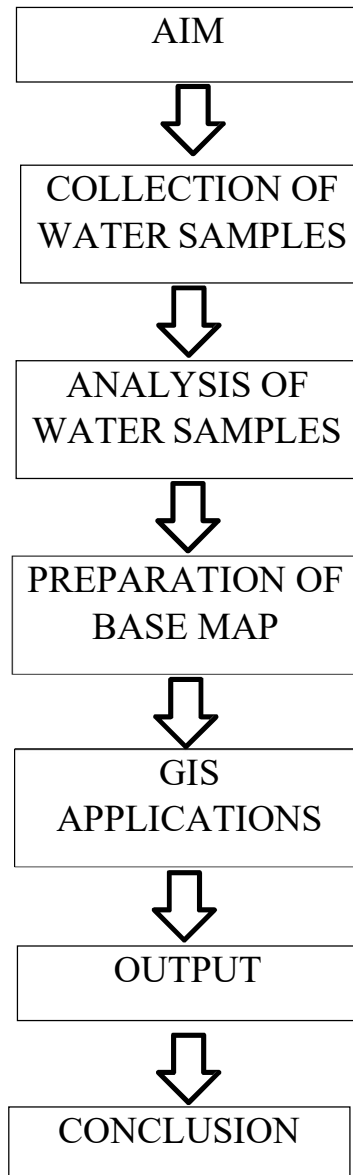 AIM
COLLECTION OF
WATER SAMPLES
ANALYSIS OF
WATER SAMPLES
PREPARATION OF
BASE MAP
GIS
APPLICATIONS
OUTPUT
CONCLUSION